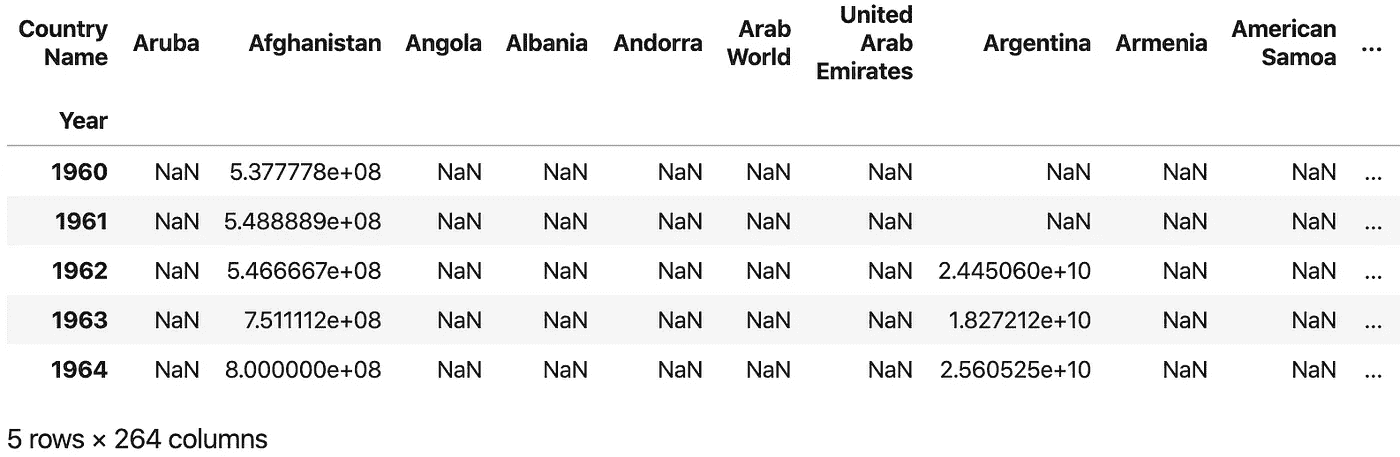 Country Name Aruba Afghanistan Angola Albania Andorra Arab World United Arab Emirates Argentina Armenia American Samoa ...
Year
1960 NaN 5.377778e+08 NaN NaN NaN NaN NaN NaN NaN NaN ...
1961 NaN 5.488889e+08 NaN NaN NaN NaN NaN NaN NaN NaN ...
1962 NaN 5.466667e+08 NaN NaN NaN NaN NaN 2.445060e+10 NaN NaN ...
1963 NaN 7.511112e+08 NaN NaN NaN NaN NaN 1.827212e+10 NaN NaN ...
1964 NaN 8.000000e+08 NaN NaN NaN NaN NaN 2.560525e+10 NaN NaN ...
5 rows × 264 columns